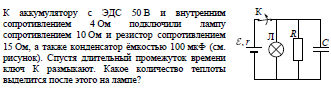 К аккумулятору с ЭДС 50 В и внутренним
сопротивлением 4 Ом подключили лампу
сопротивлением 10 Ом и резистор сопротивлением
15 Ом, а также конденсатор ёмкостью 100 мкФ (см.
рисунок). Спустя длительный промежуток времени
ключ К размыкают. Какое количество теплоты
выделится после этого на лампе?
К
ℰ, r
Л
R
C